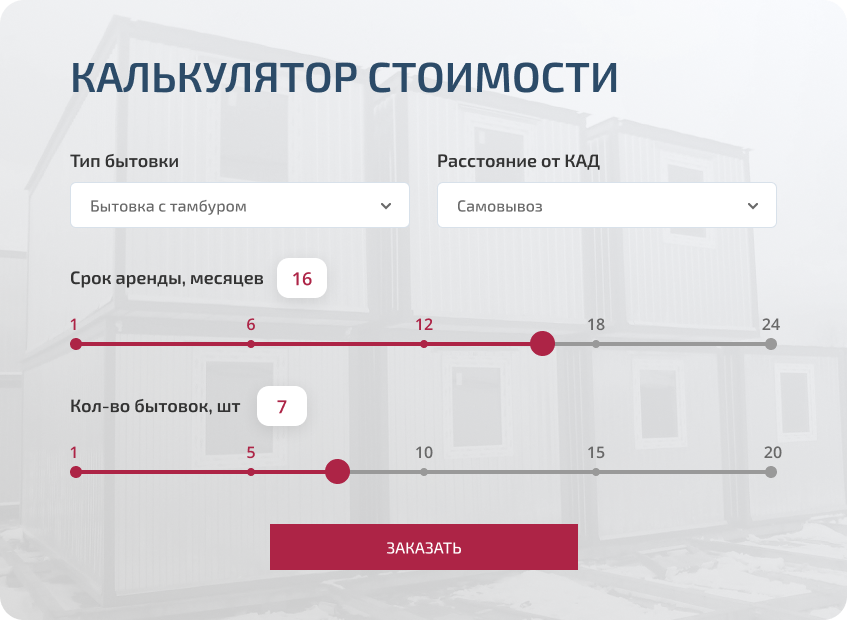 КАЛЬКУЛЯТОР СТОИМОСТИ
Тип бытовки
Расстояние от КАД
Бытовка с тамбуром
Самовывоз
Срок аренды, месяцев 16
1 6 12 18 24
Кол-во бытовок, шт 7
1 5 10 15 20
ЗАКАЗАТЬ